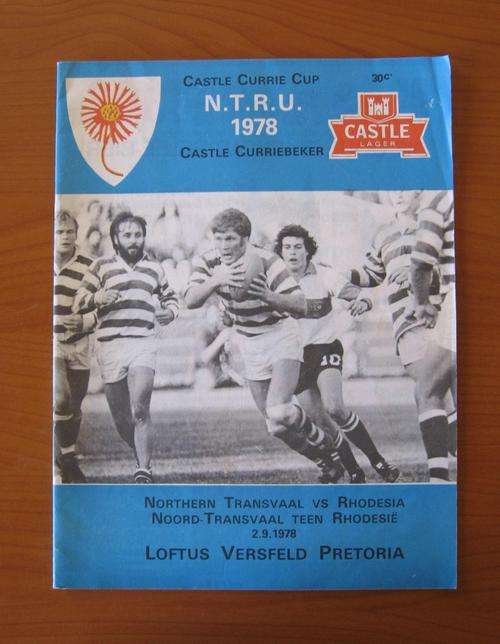 CASTLE CURRIE CUP
30c
N.T.R.U.
1978
CASTLE CURRIEBEKER
CASTLE
LAGER
10
NORTHERN TRANSVAAL VS RHODESIA
NOORD-TRANSVAAL TEEN RHODESIË
2.9.1978
LOFTUS VERSFELD PRETORIA